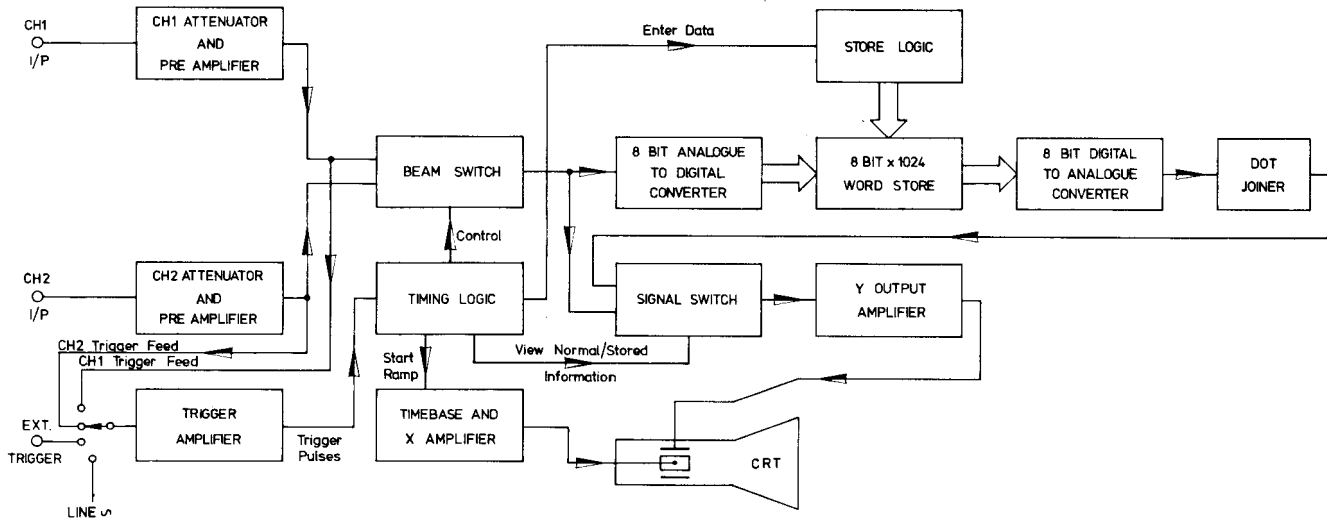 CH1
I/P
CH1 ATTENUATOR
AND
PRE AMPLIFIER
Enter Data
STORE LOGIC
BEAM SWITCH
8 BIT ANALOGUE
TO DIGITAL
CONVERTER
8 BIT x 1024
WORD STORE
8 BIT DIGITAL
TO ANALOGUE
CONVERTER
DOT
JOINER
Control
CH2
I/P
CH2 ATTENUATOR
AND
PRE AMPLIFIER
TIMING LOGIC
SIGNAL SWITCH
Y OUTPUT
AMPLIFIER
CH2 Trigger Feed
CH1 Trigger Feed
Start
Ramp
View Normal/Stored
Information
EXT.
TRIGGER
TRIGGER
AMPLIFIER
Trigger
Pulses
TIMEBASE AND
X AMPLIFIER
CRT
LINE